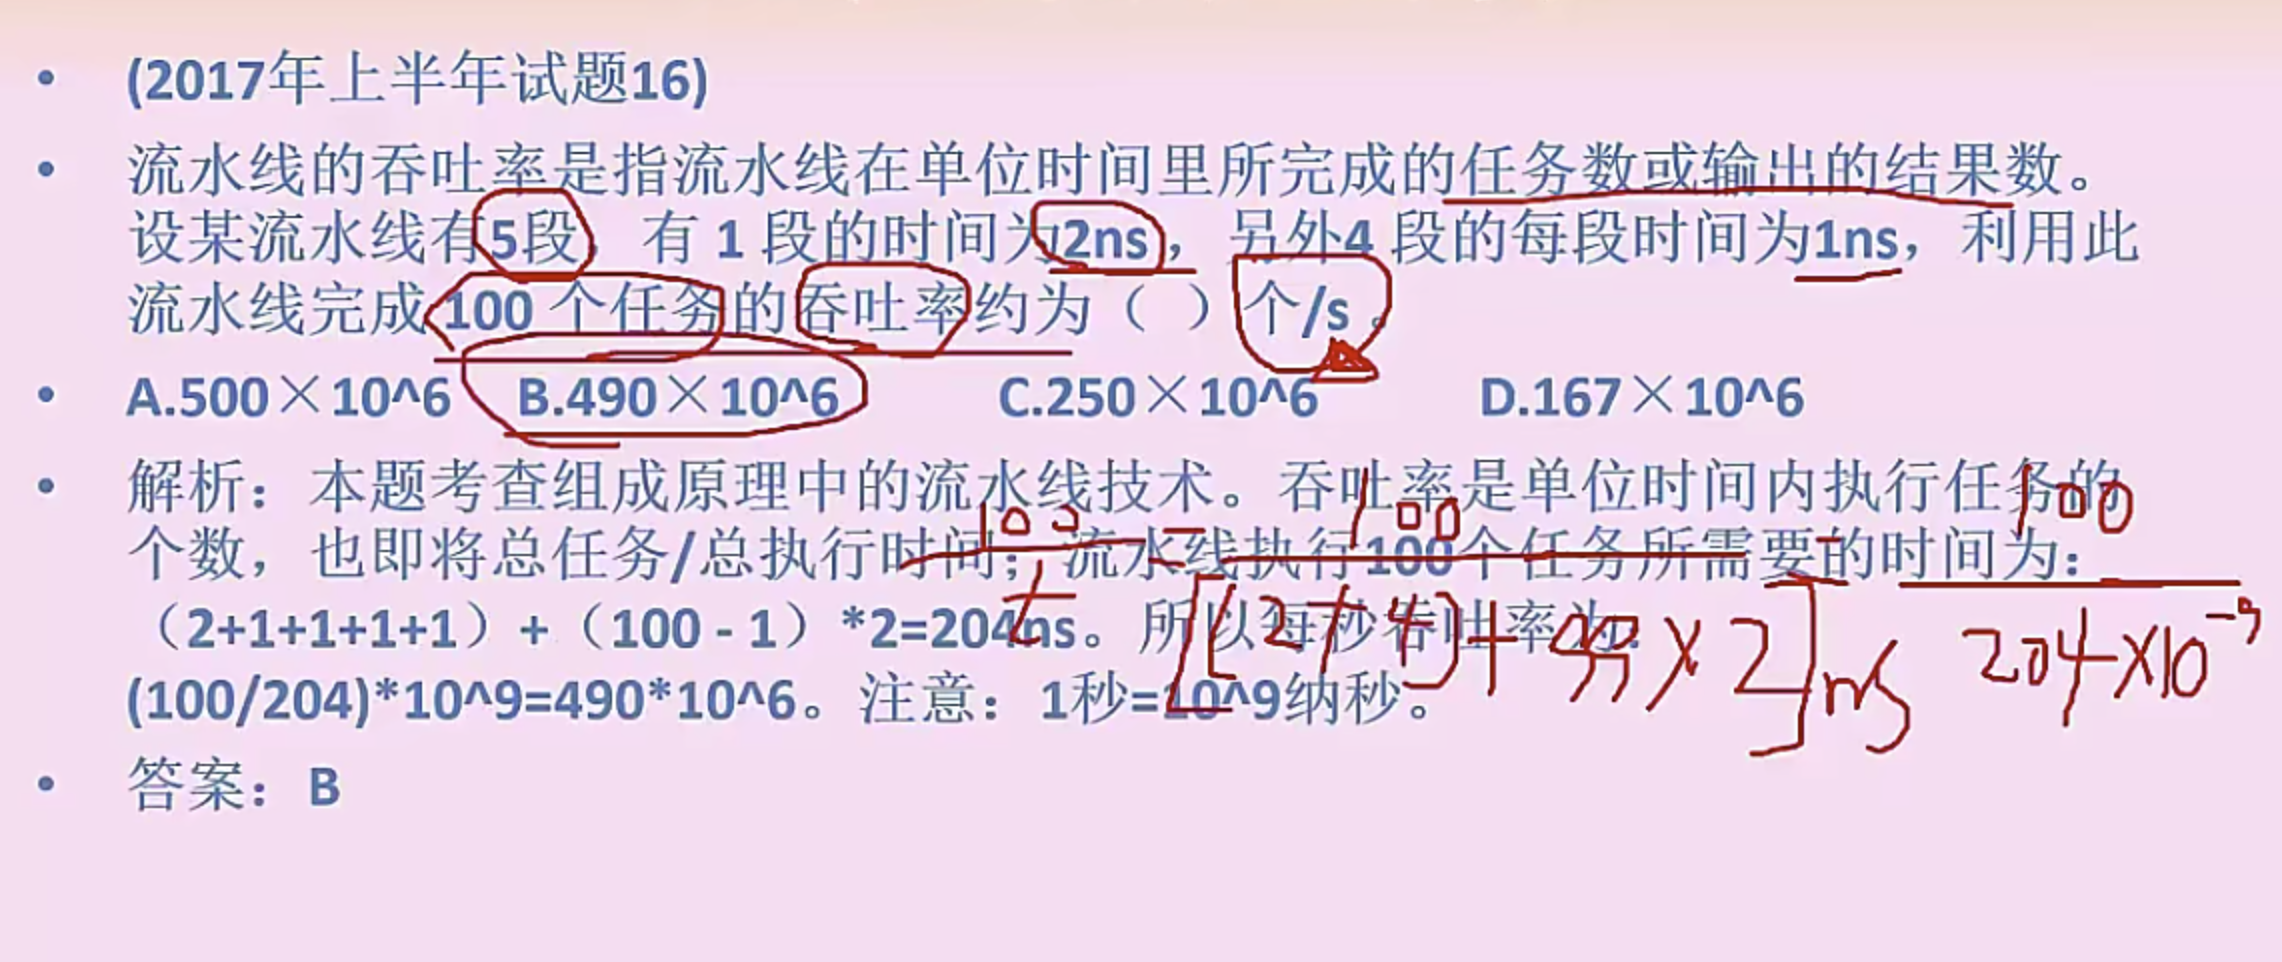 (2017年上半年试题16)
流水线的吞吐率是指流水线在单位时间里所完成的任务数或输出的结果数。
设某流水线有5段, 有 1 段的时间为2ns，另外4 段的每段时间为1ns，利用此
流水线完成 100 个任务的吞吐率约为（ ）个/s 。
A.500×10^6 B.490×10^6 C.250×10^6 D.167×10^6
解析：本题考查组成原理中的流水线技术。吞吐率是单位时间内执行任务的
个数，也即将总任务/总执行时间；流水线执行100个任务所需要的时间为：
（2+1+1+1+1）+（100 - 1）*2=204ns。所以每秒吞吐率为:
(100/204)*10^9=490*10^6。注意：1秒=10^9纳秒。
答案：B
100 = 100 = 100
t [(2+4)+99×2]ns 204×10^-9